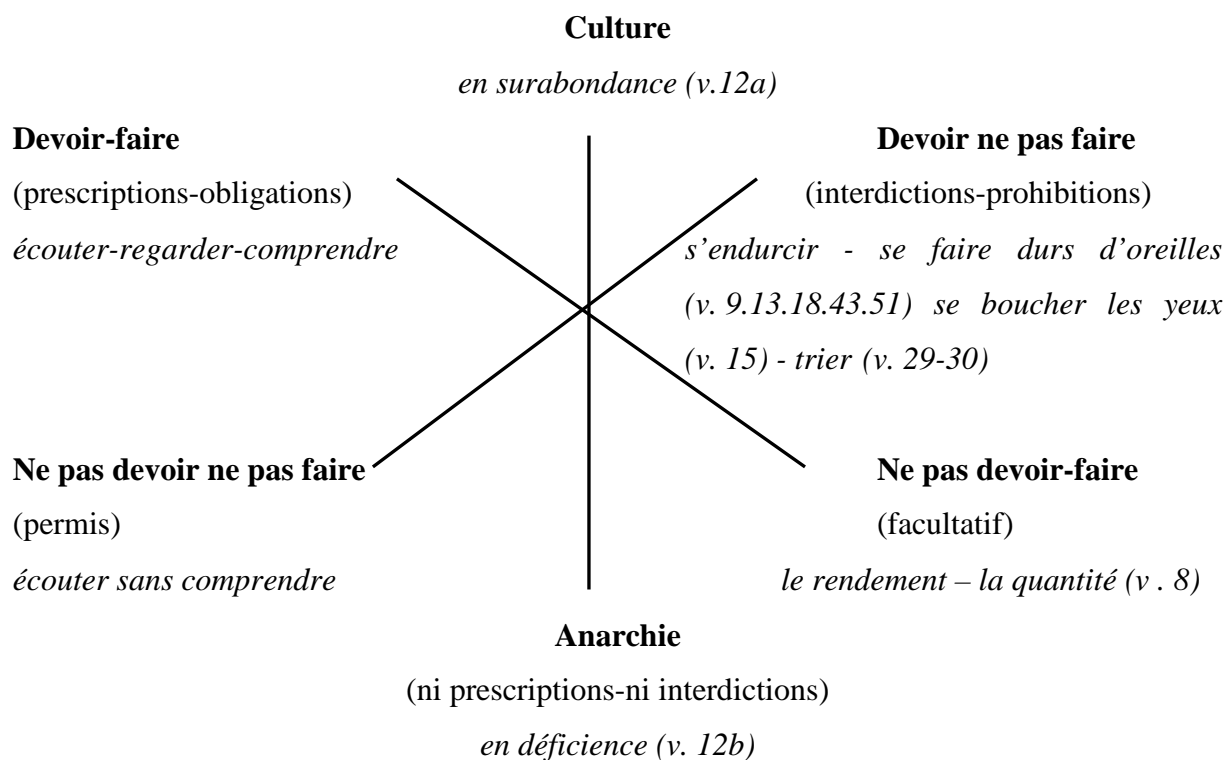 Culture
en surabondance (v.12a)
Devoir-faire
Devoir ne pas faire
(prescriptions-obligations)
(interdictions-prohibitions)
écouter-regarder-comprendre
s'endurcir - se faire durs d'oreilles
(v. 9.13.18.43.51) se boucher les yeux
(v. 15) - trier (v. 29-30)
Ne pas devoir ne pas faire
Ne pas devoir-faire
(permis)
(facultatif)
écouter sans comprendre
le rendement – la quantité (v . 8)
Anarchie
(ni prescriptions-ni interdictions)
en déficience (v. 12b)